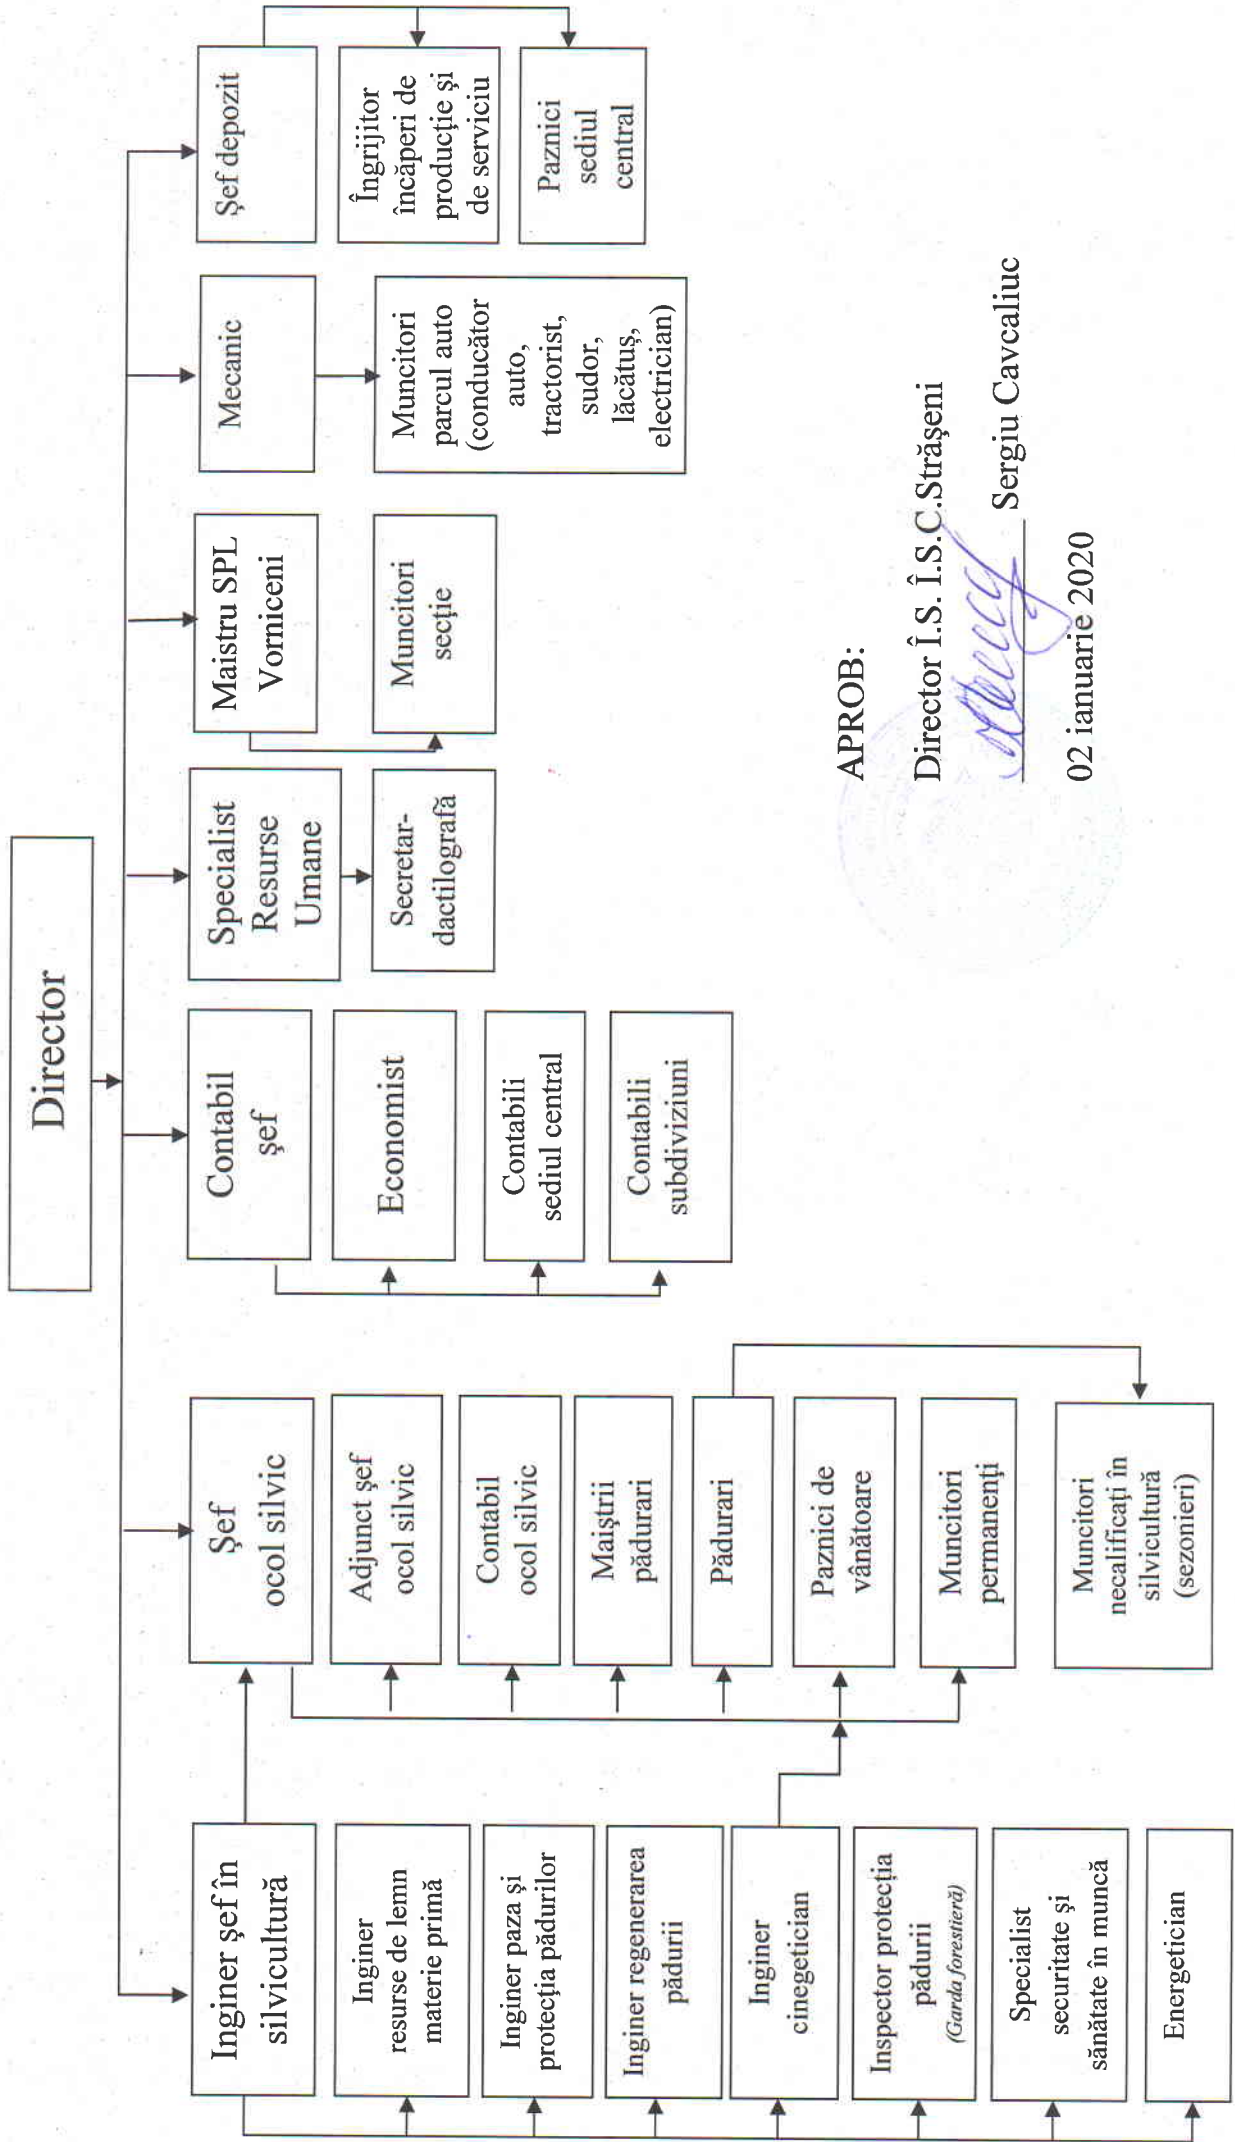 Director
Inginer şef în
silvicultură
Inginer
resurse de lemn
materie primă
Inginer paza şi
protecţia pădurilor
Inginer regenerarea
pădurii
Inginer
cinegetician
Inspector protecţia
pădurii
(Garda forestieră)
Specialist
securitate şi
sănătate în muncă
Energetician
Şef
ocol silvic
Adjunct şef
ocol silvic
Contabil
ocol silvic
Maiştrii
pădurari
Pădurari
Paznici de
vânătoare
Muncitori
permanenţi
Muncitori
necalificaţi în
silvicultură
(sezonieri)
Contabil
şef
Economist
Contabili
sediul central
Contabili
subdiviziuni
Specialist
Resurse
Umane
Secretar-
dactilografă
Maistru SPL
Vorniceni
Muncitori
secţie
Mecanic
Muncitori
parcul auto
(conducător
auto,
tractorist,
sudor,
lăcătuş,
electrician)
Şef depozit
Îngrijitor
încăperi de
producţie şi
de serviciu
Paznici
sediul
central
APROB:
Director Î.S. Î.S.C.Străşeni
Sergiu Cavcaliuc
02 ianuarie 2020